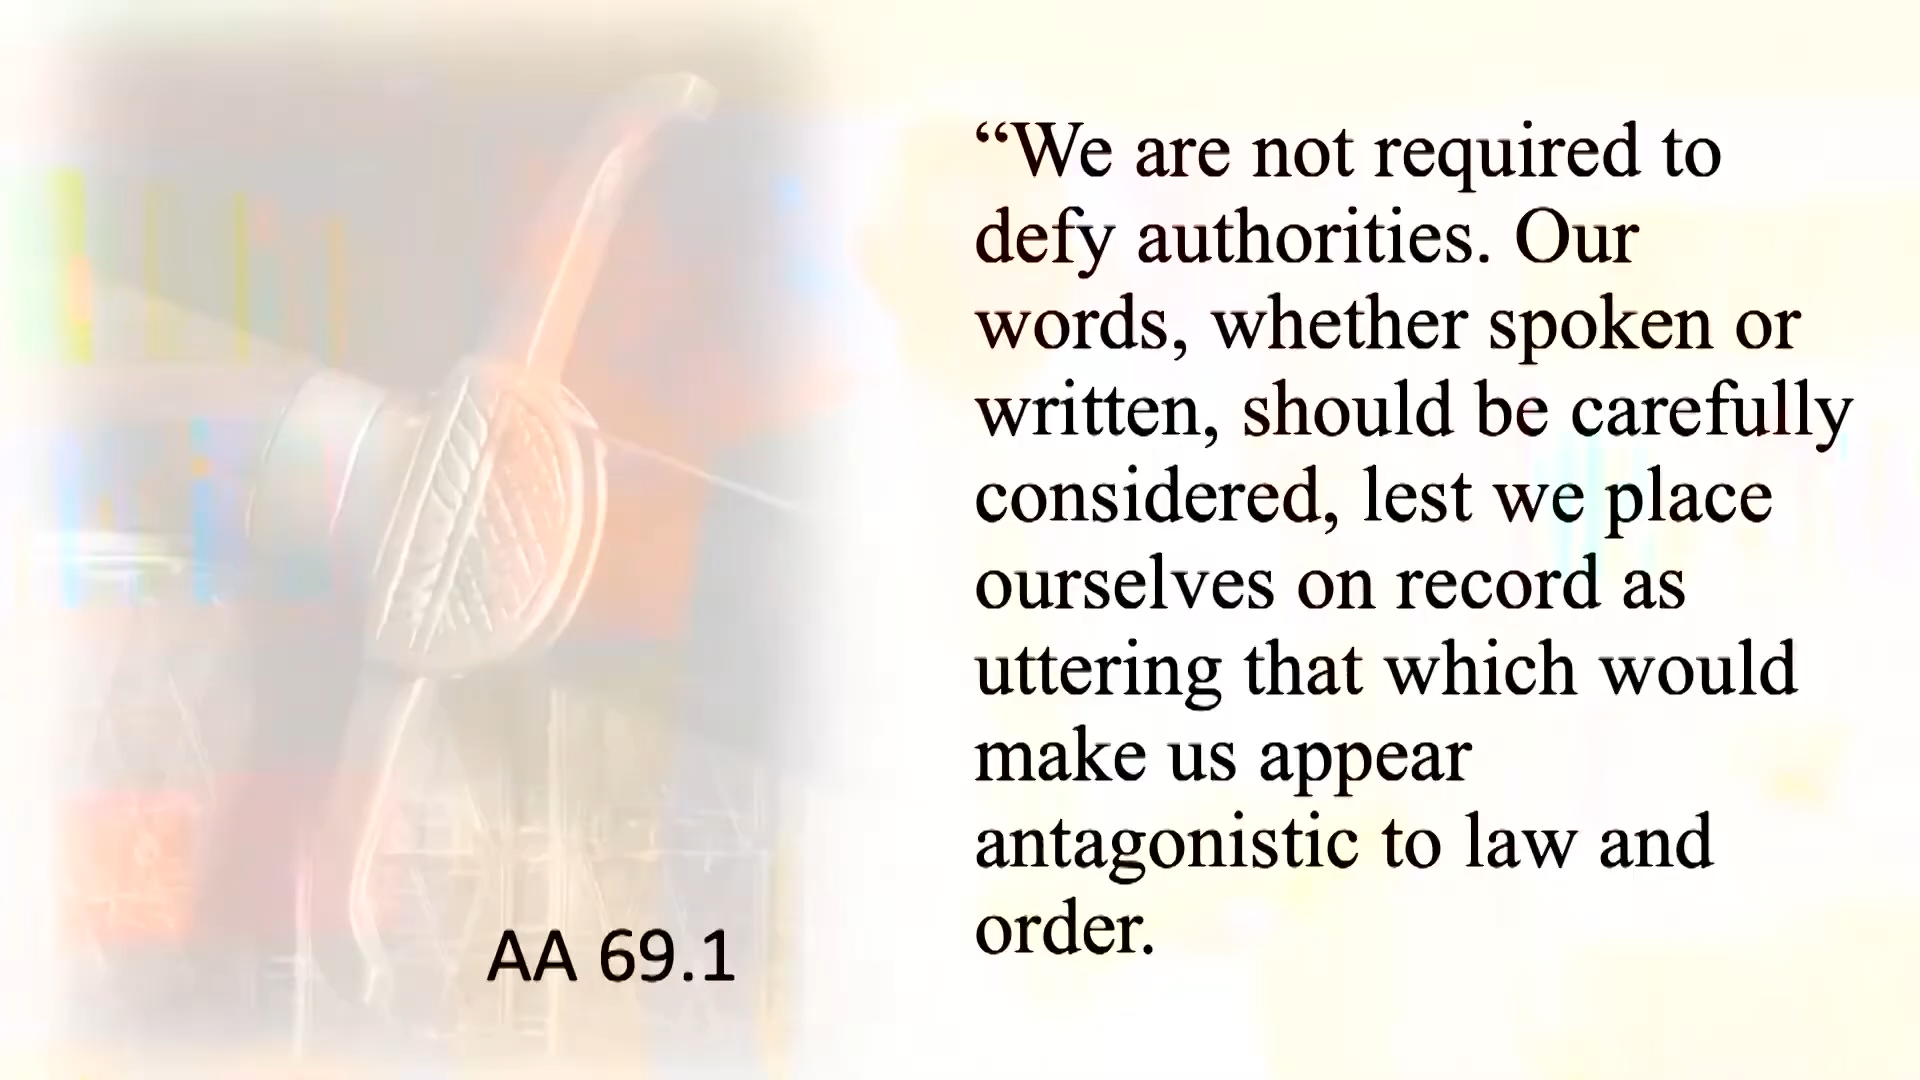 “We are not required to
defy authorities. Our
words, whether spoken or
written, should be carefully
considered, lest we place
ourselves on record as
uttering that which would
make us appear
antagonistic to law and
order.
AA 69.1